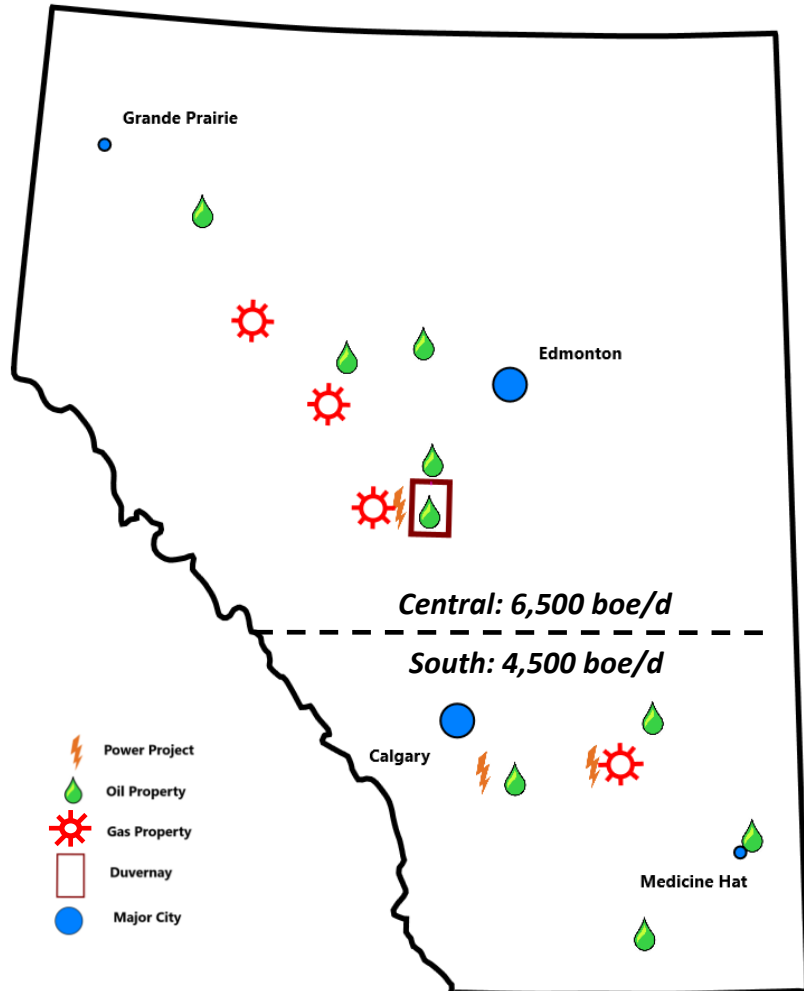 Grande Prairie
Edmonton
Central: 6,500 boe/d
South: 4,500 boe/d
Calgary
Medicine Hat
Power Project
Oil Property
Gas Property
Duvernay
Major City